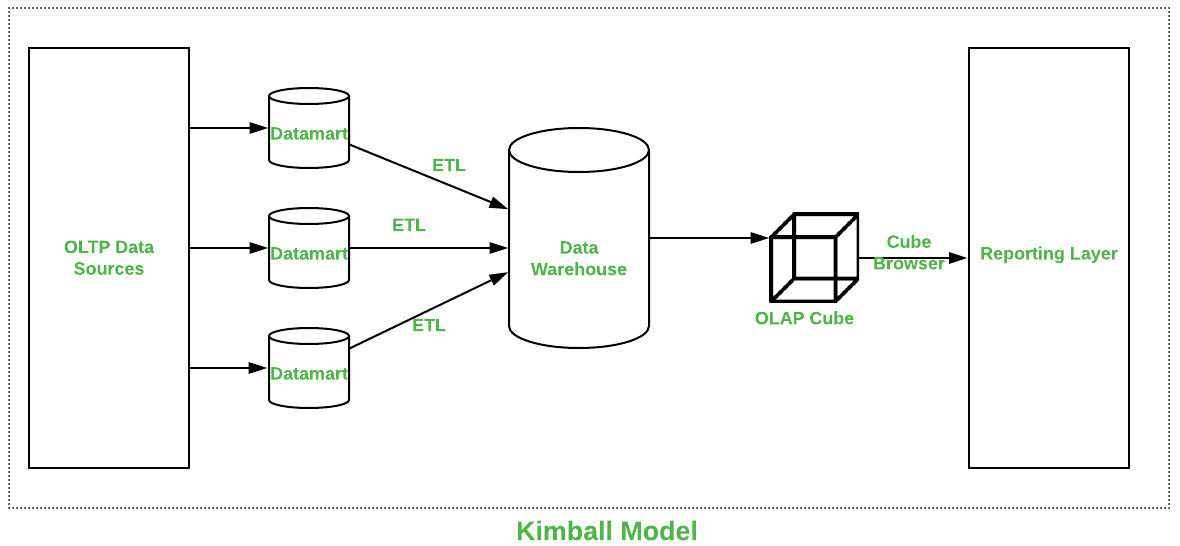 OLTP Data
Sources
Datamart
Datamart
Datamart
ETL
ETL
ETL
Data
Warehouse
OLAP Cube
Cube
Browser
Reporting Layer
Kimball Model